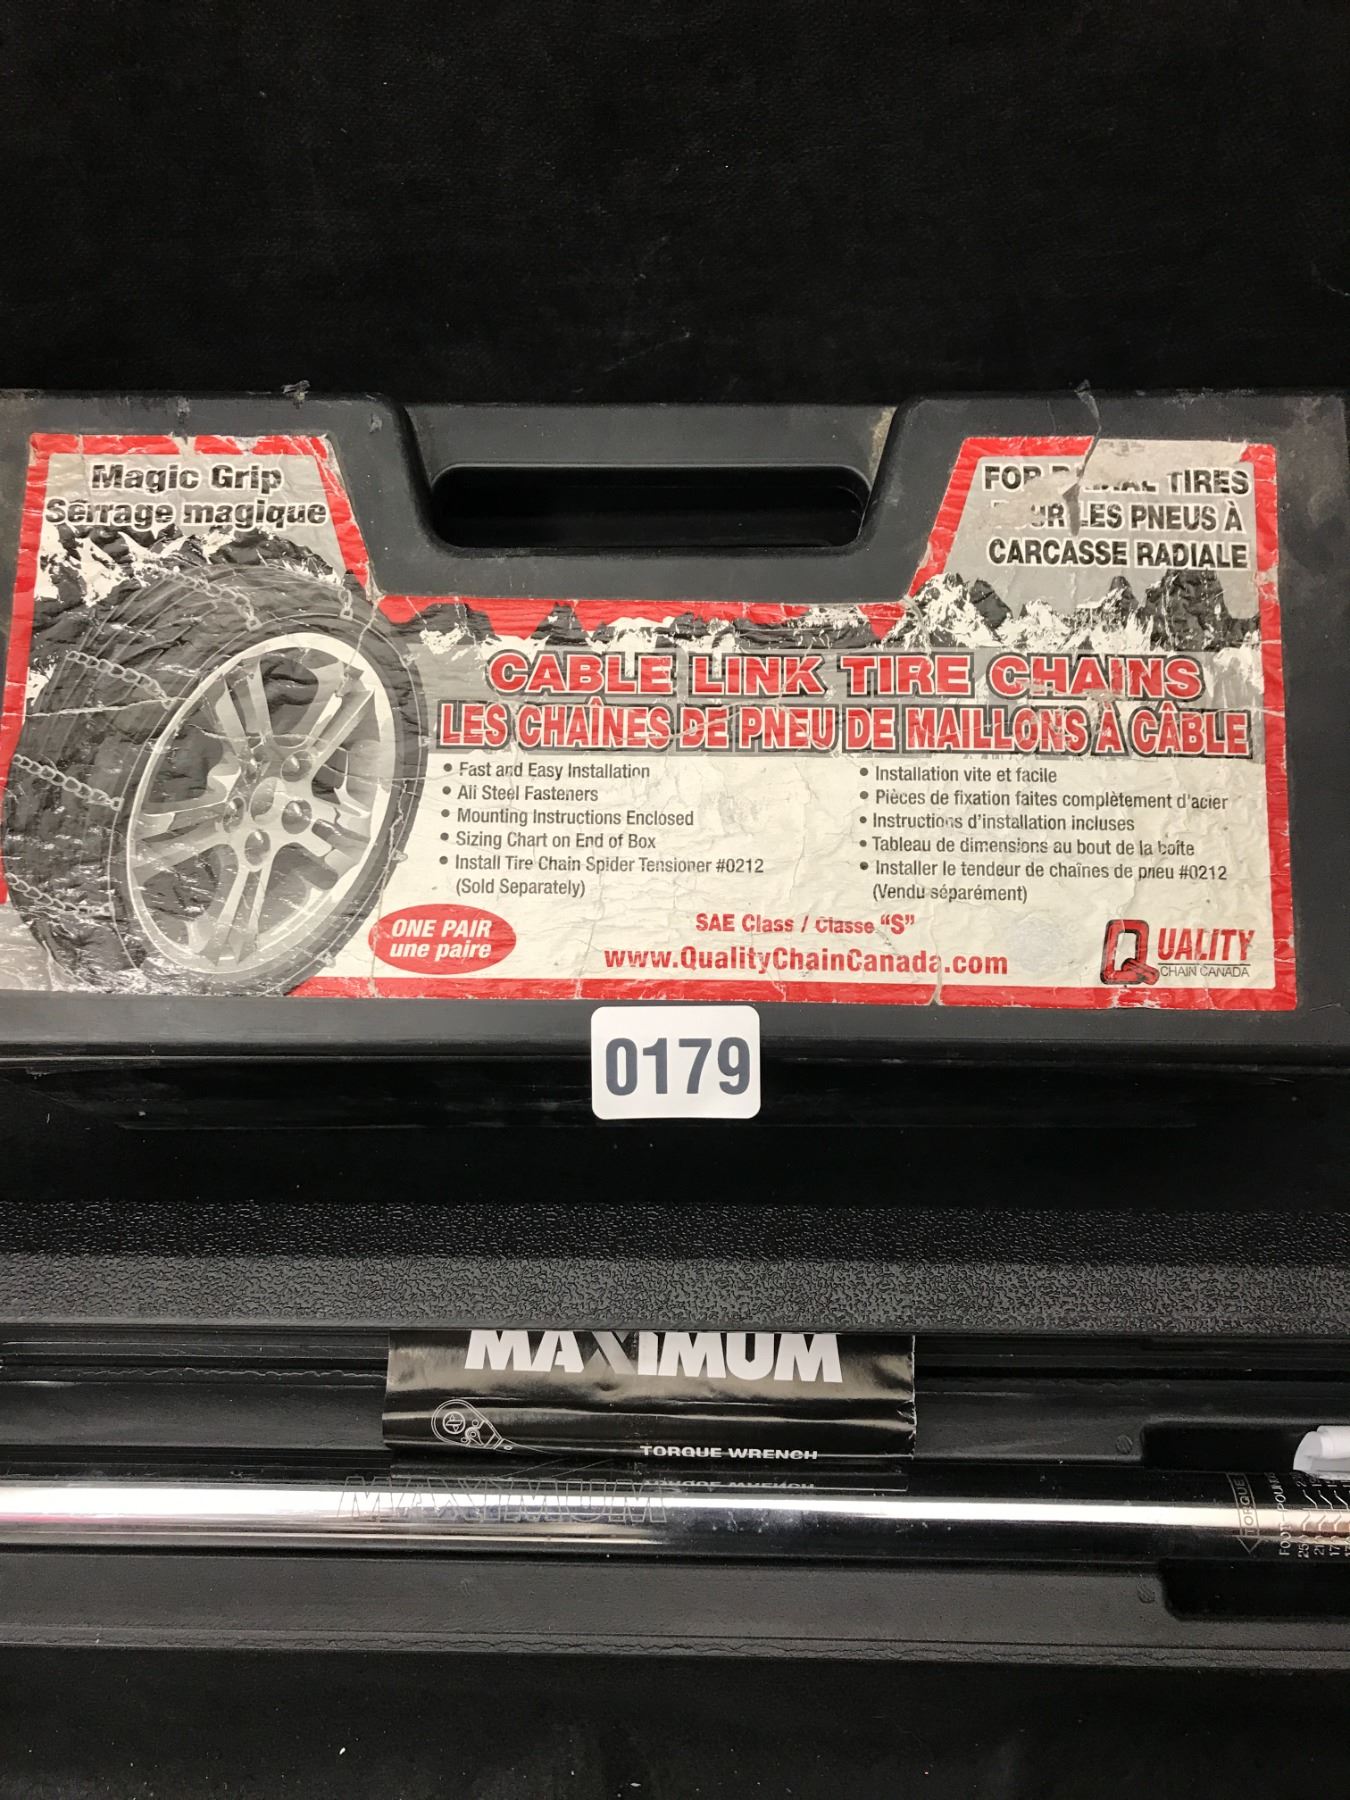 Magic Grip
Serrage magique
FOR TIRES
LES PNEUS À
CARCASSE RADIALE
CABLE LINK TIRE CHAINS
LES CHAÎNES DE PNEU DE MAILLONS À CÂBLE
• Fast and Easy Installation
• All Steel Fasteners
• Mounting Instructions Enclosed
• Sizing Chart on End of Box
• Install Tire Chain Spider Tensioner #0212
(Sold Separately)
• Installation vite et facile
• Pièces de fixation faites complètement d'acier
• Instructions d'installation incluses
• Tableau de dimensions au bout de la boîte
• Installer le tendeur de chaînes de pneu #0212
(Vendu séparément)
ONE PAIR
une paire
SAE Class / Classe "S"
www.QualityChainCanada.com
QUALITY
CHAIN CANADA
0179
MAXIMUM
TORQUE WRENCH
MAXIMUM
TORQUE